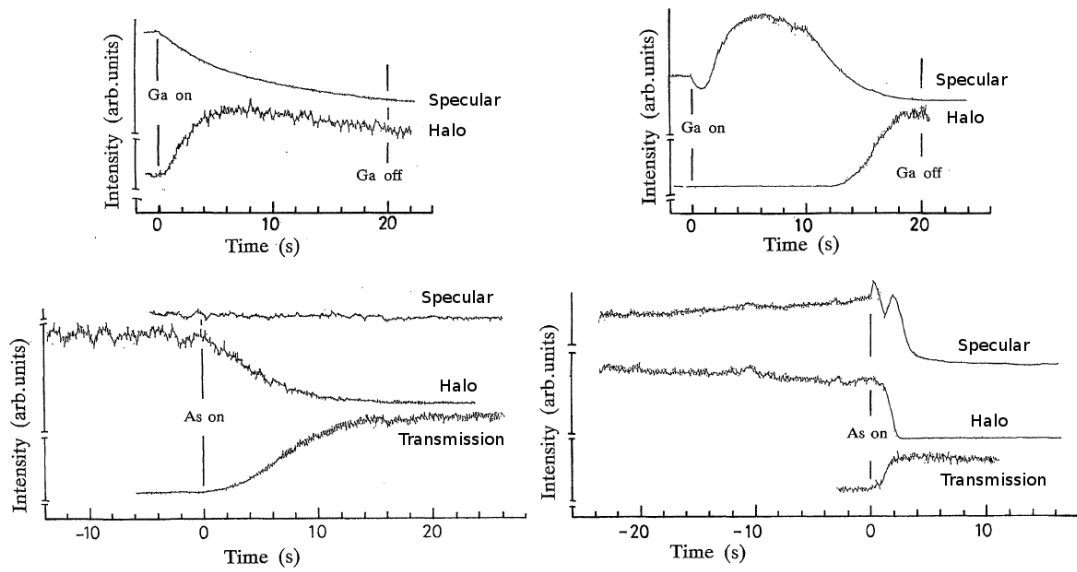 Intensity (arb.units)
Ga on
Specular
Halo
Ga off
0
10
20
Time (s)
Intensity (arb.units)
Ga on
Specular
Halo
Ga off
0
10
20
Time (s)
Intensity (arb.units)
Specular
Halo
As on
Transmission
-10
0
10
20
Time (s)
Intensity (arb.units)
Specular
Halo
As on
Transmission
-20
-10
0
10
Time (s)